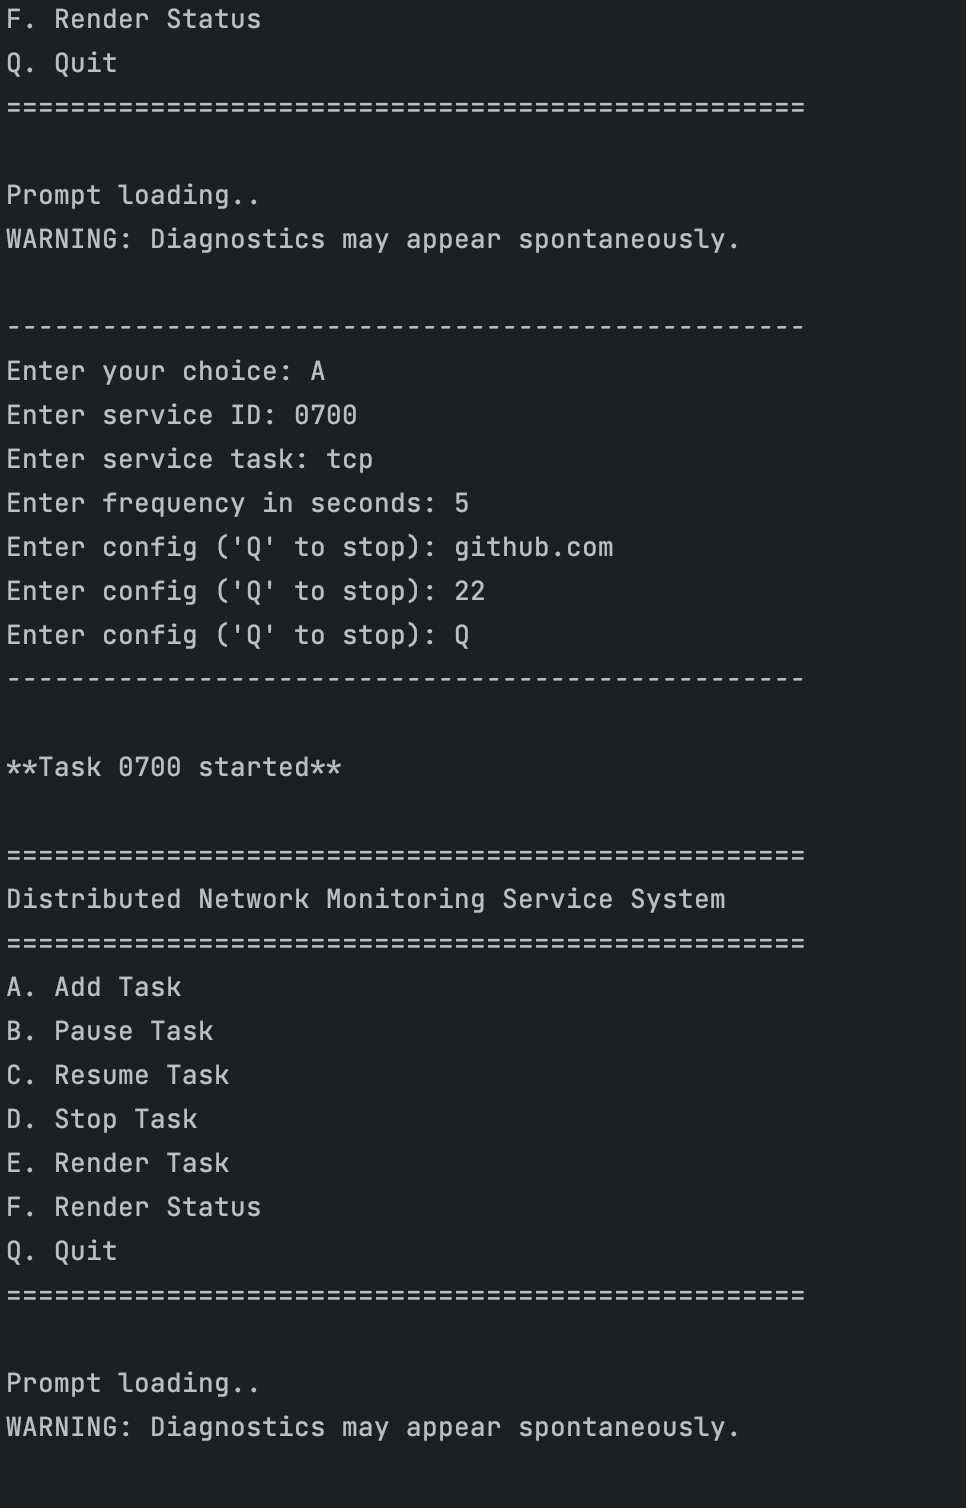 F. Render Status
Q. Quit
==================================================
Prompt loading..
WARNING: Diagnostics may appear spontaneously.
--------------------------------------------------
Enter your choice: A
Enter service ID: 0700
Enter service task: tcp
Enter frequency in seconds: 5
Enter config ('Q' to stop): github.com
Enter config ('Q' to stop): 22
Enter config ('Q' to stop): Q
--------------------------------------------------
**Task 0700 started**
==================================================
Distributed Network Monitoring Service System
==================================================
A. Add Task
B. Pause Task
C. Resume Task
D. Stop Task
E. Render Task
F. Render Status
Q. Quit
==================================================
Prompt loading..
WARNING: Diagnostics may appear spontaneously.